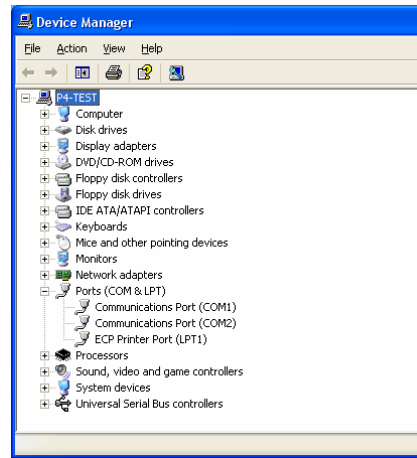 Device Manager
File Action View Help
P4-TEST
Computer
Disk drives
Display adapters
DVD/CD-ROM drives
Floppy disk controllers
Floppy disk drives
IDE ATA/ATAPI controllers
Keyboards
Mice and other pointing devices
Monitors
Network adapters
Ports (COM & LPT)
Communications Port (COM1)
Communications Port (COM2)
ECP Printer Port (LPT1)
Processors
Sound, video and game controllers
System devices
Universal Serial Bus controllers